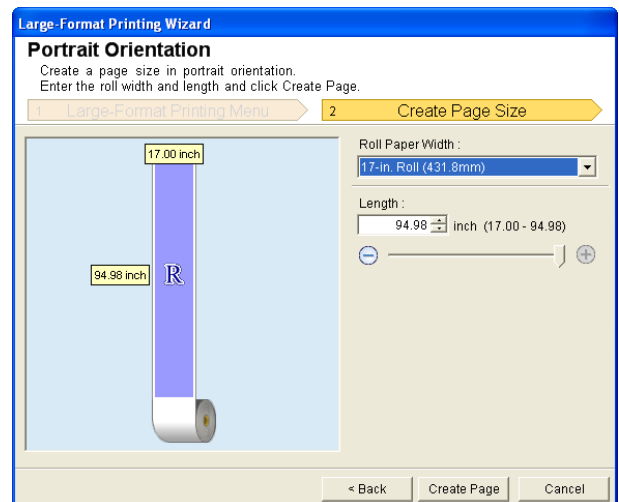 Large-Format Printing Wizard
Portrait Orientation
Create a page size in portrait orientation.
Enter the roll width and length and click Create Page.
1 Large-Format Printing Menu
2 Create Page Size
17.00 inch
94.98 inch
R
Roll Paper Width :
17-in. Roll (431.8mm)
Length :
94.98 inch (17.00 - 94.98)
< Back Create Page Cancel